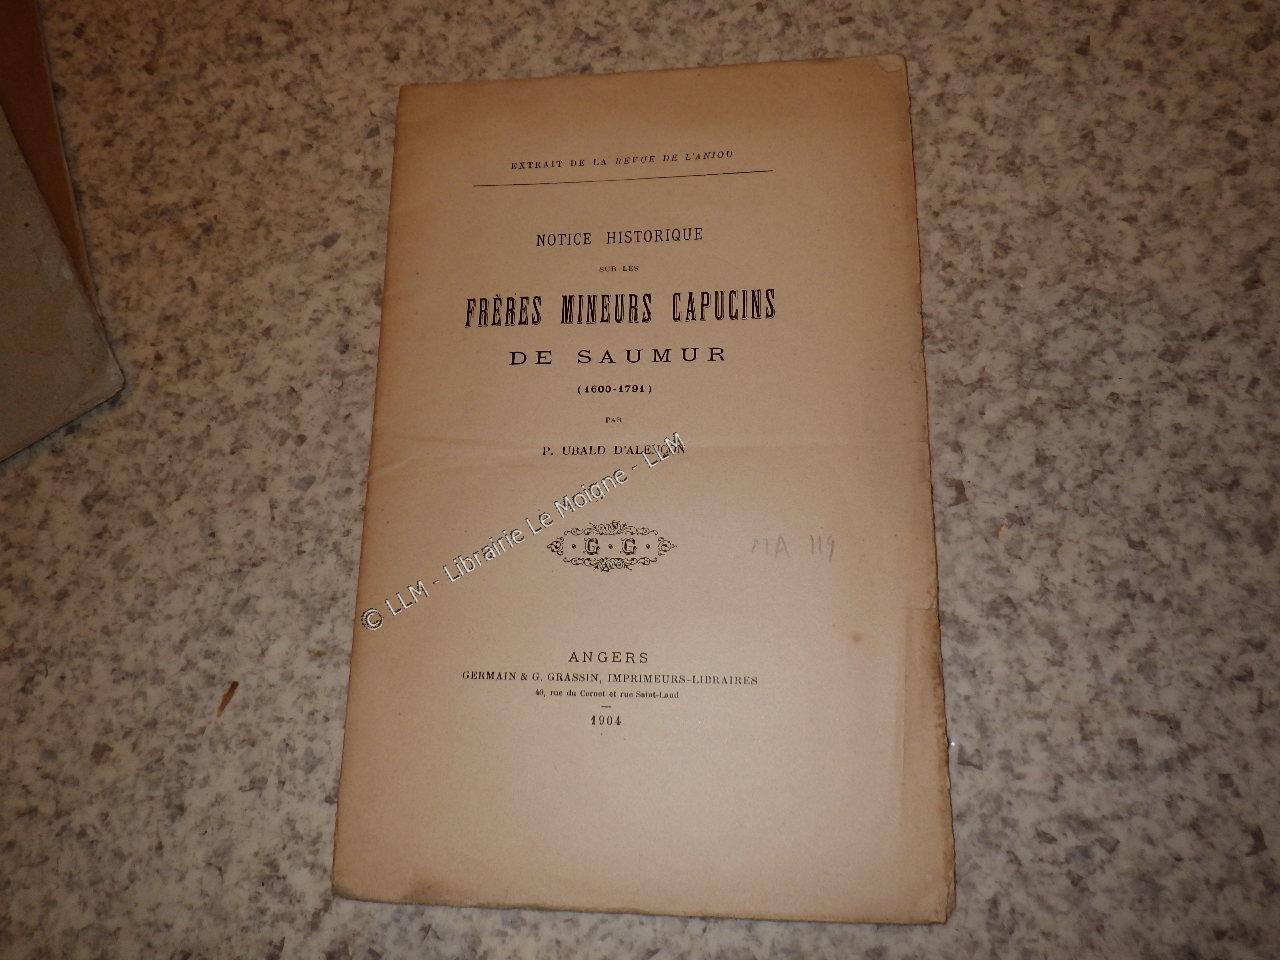 EXTRAIT DE LA REVUE DE L'ANJOU
NOTICE HISTORIQUE
SUR LES
FRÈRES MINEURS CAPUCINS
DE SAUMUR
(1600-1791)
PAR
P. UBALD D'ALENÇON
© LLM - Librairie Le Moigne - LLM
G · G
MA 119
ANGERS
GERMAIN & G. GRASSIN, IMPRIMEURS-LIBRAIRES
40, rue du Cornet et rue Saint-Laud
1904